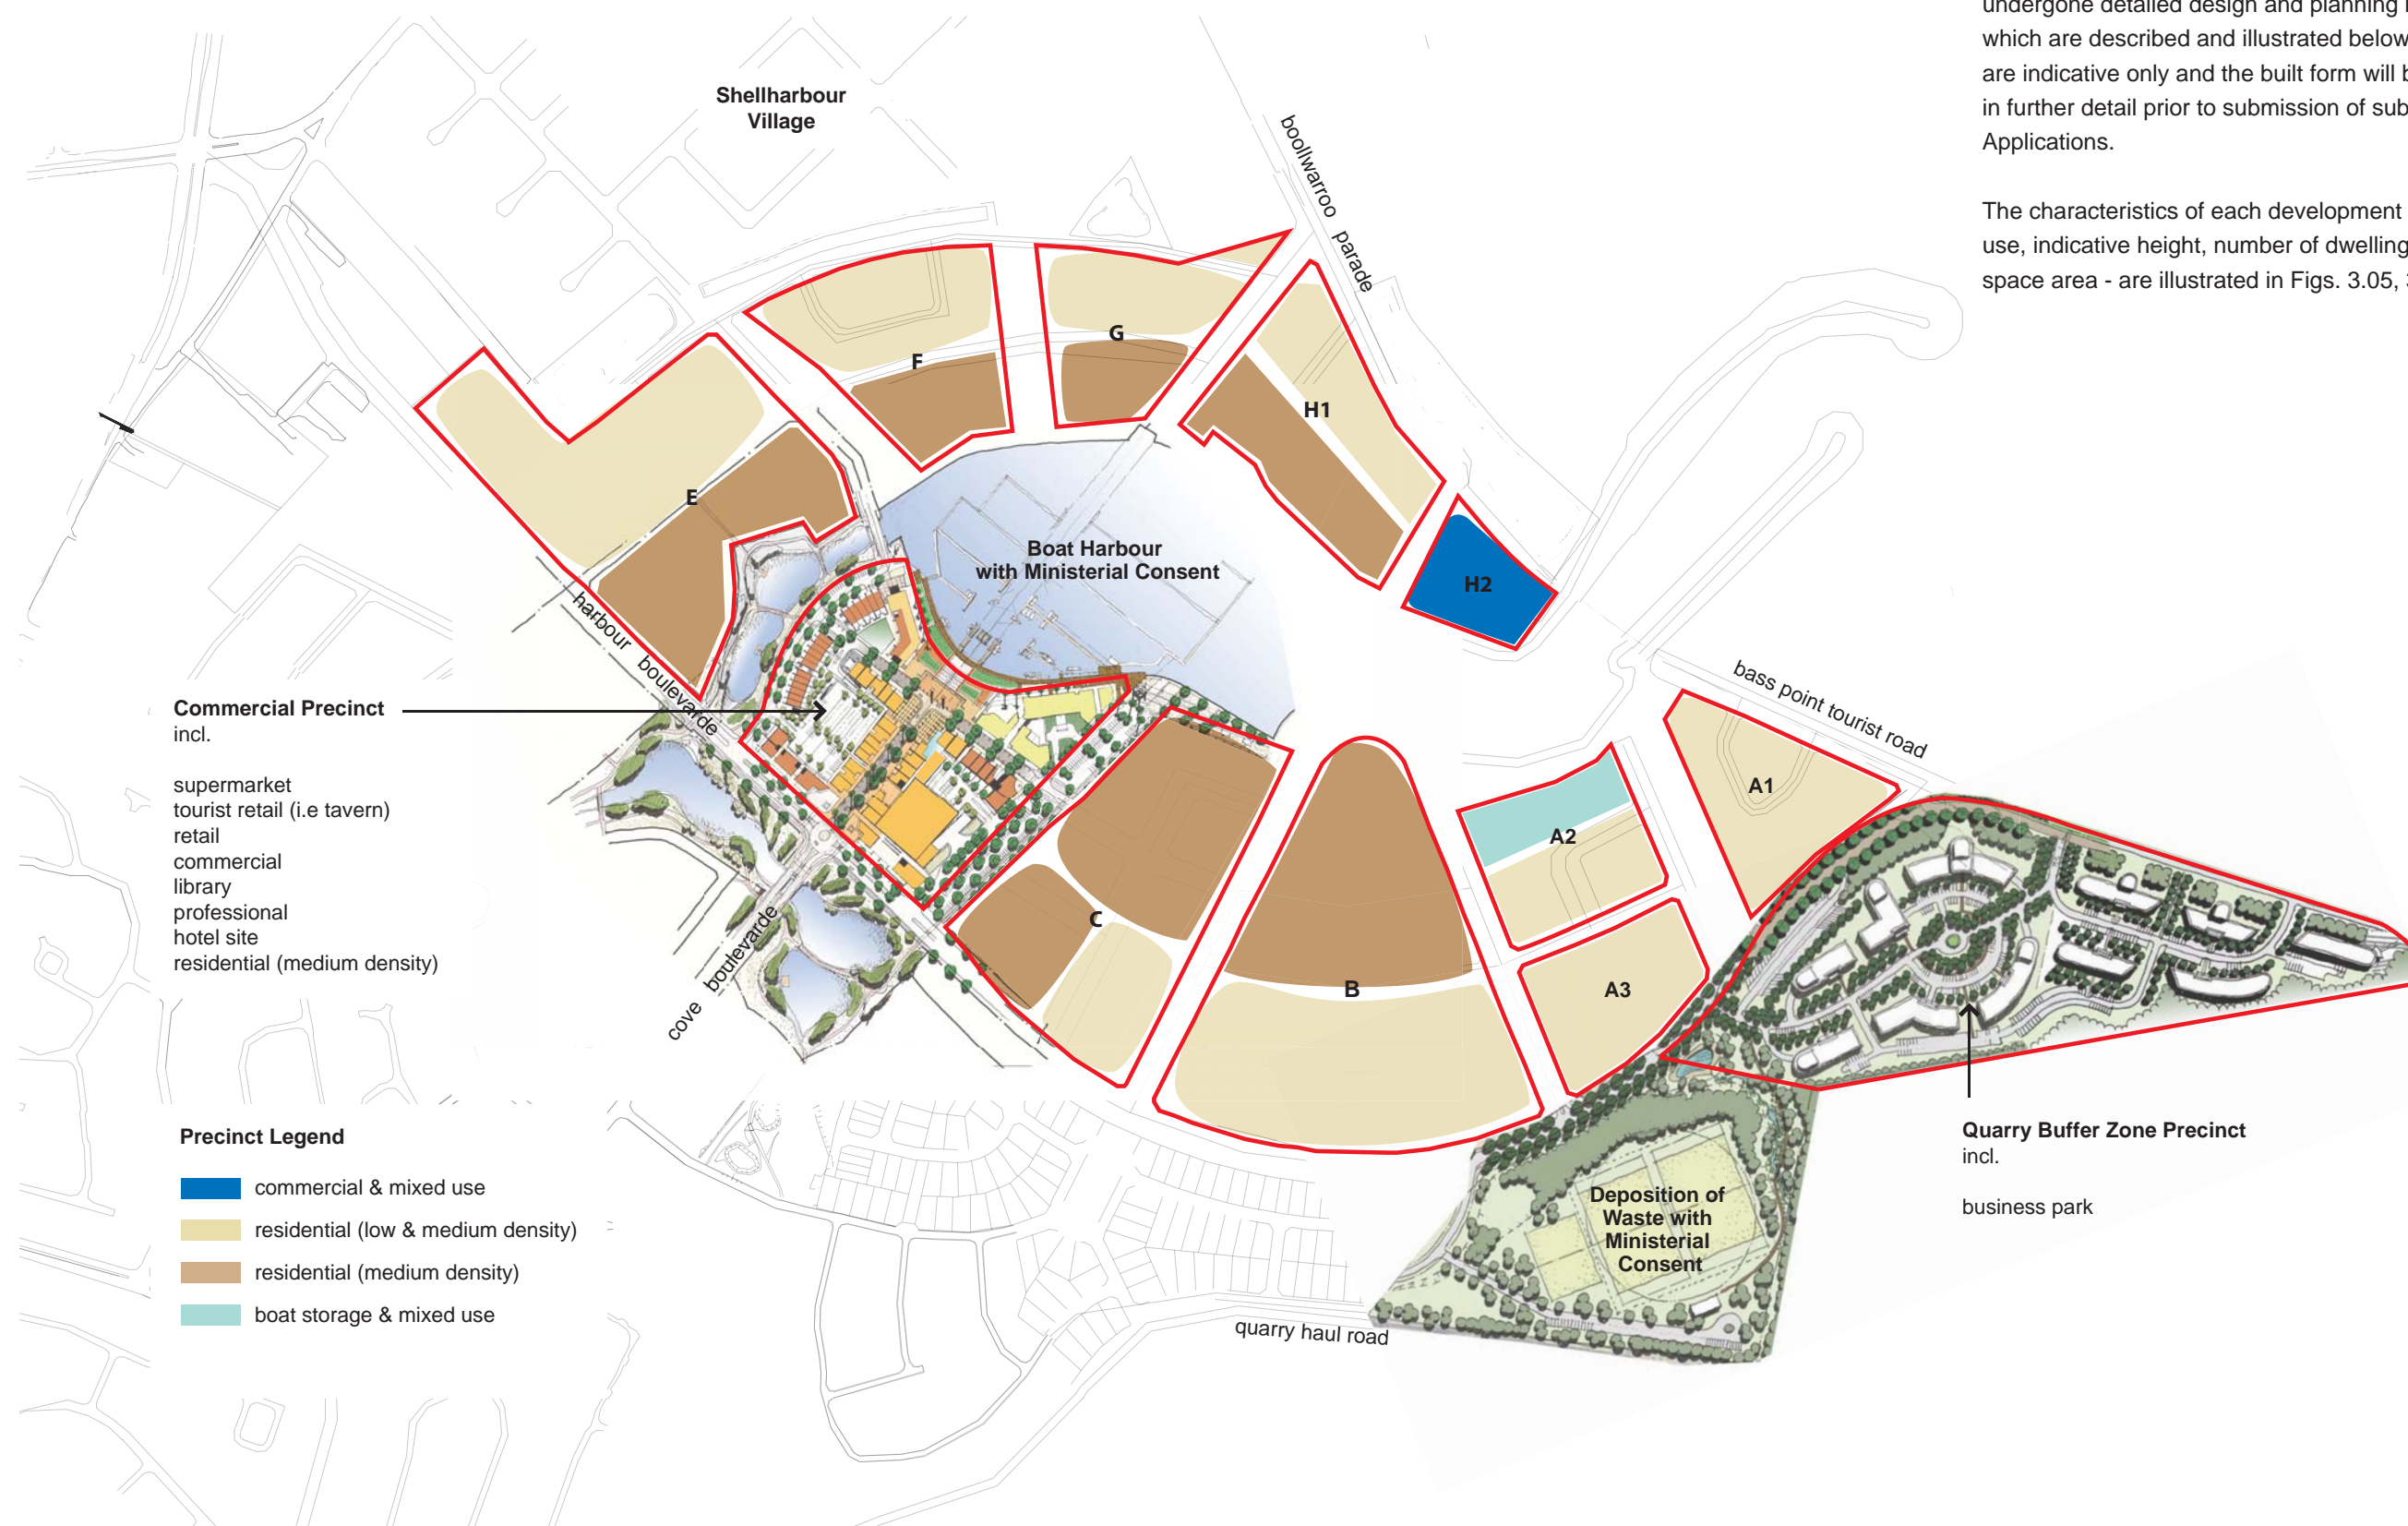 undergone detailed design and planning
which are described and illustrated below
are indicative only and the built form will
in further detail prior to submission of
Applications.
The characteristics of each development
use, indicative height, number of
space area - are illustrated in Figs. 3.05,
Shellharbour
Village
boollwarroo parade
G
F
H1
E
Boat Harbour
with Ministerial Consent
H2
harbour boulevarde
bass point tourist road
Commercial Precinct
incl.
supermarket
tourist retail (i.e tavern)
retail
commercial
library
professional
hotel site
residential (medium density)
A1
A2
C
B
A3
cove boulevarde
Precinct Legend
commercial & mixed use
residential (low & medium density)
residential (medium density)
boat storage & mixed use
Quarry Buffer Zone Precinct
incl.
business park
Deposition of
Waste with
Ministerial
Consent
quarry haul road